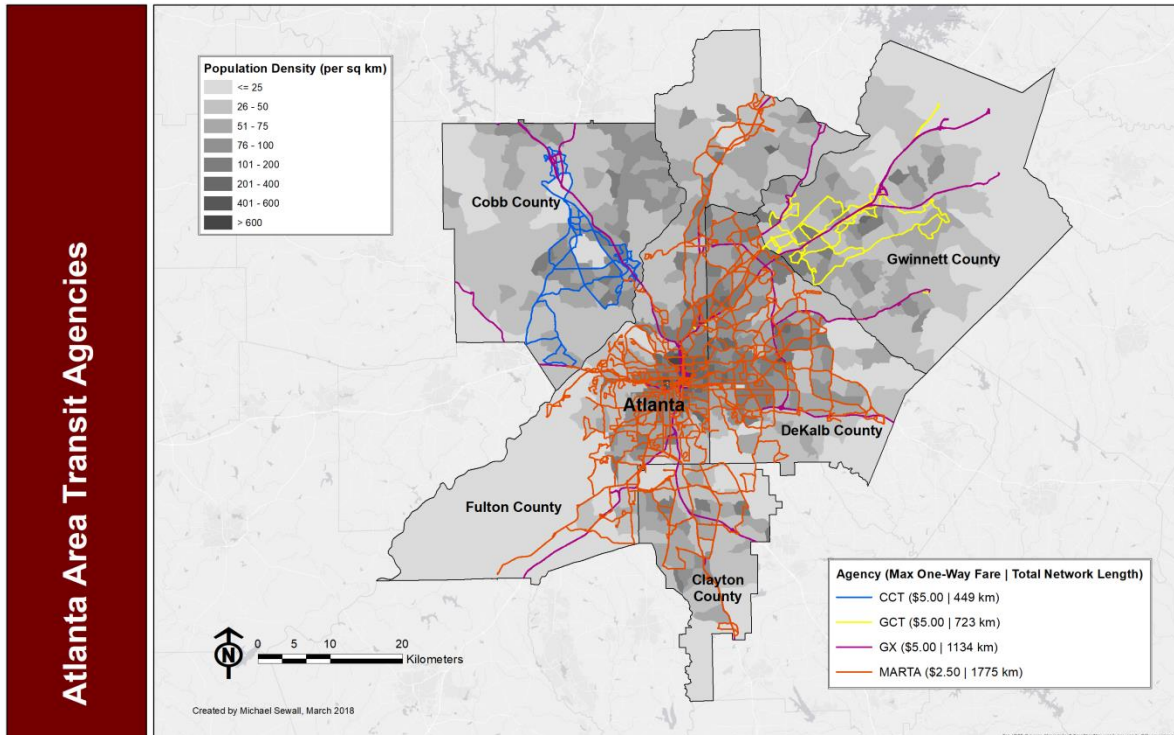 Atlanta Area Transit Agencies
Population Density (per sq km)
<= 25
26 - 50
51 - 75
76 - 100
101 - 200
201 - 400
401 - 600
> 600
Cobb County
Gwinnett County
Atlanta
DeKalb County
Fulton County
Clayton
County
Agency (Max One-Way Fare | Total Network Length)
CCT ($5.00 | 449 km)
GCT ($5.00 | 723 km)
GX ($5.00 | 1134 km)
MARTA ($2.50 | 1775 km)
N
0 5 10 20
Kilometers
Created by Michael Sewall, March 2018